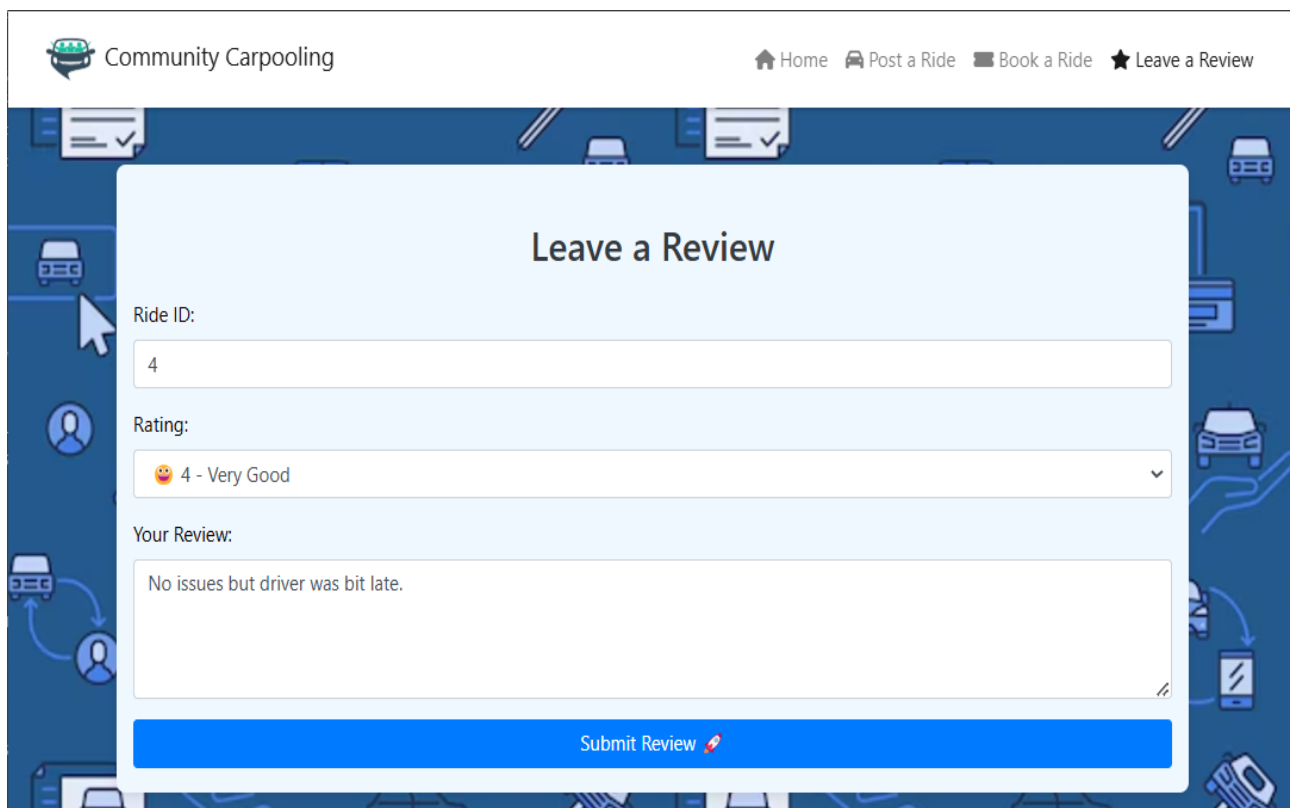 Community Carpooling
Home Post a Ride Book a Ride Leave a Review
Leave a Review
Ride ID:
4
Rating:
😀 4 - Very Good
Your Review:
No issues but driver was bit late.
Submit Review 🚀